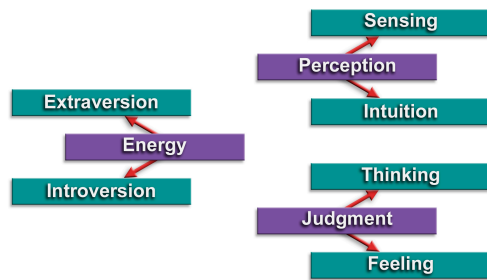 Extraversion
Energy
Introversion
Sensing
Perception
Intuition
Thinking
Judgment
Feeling